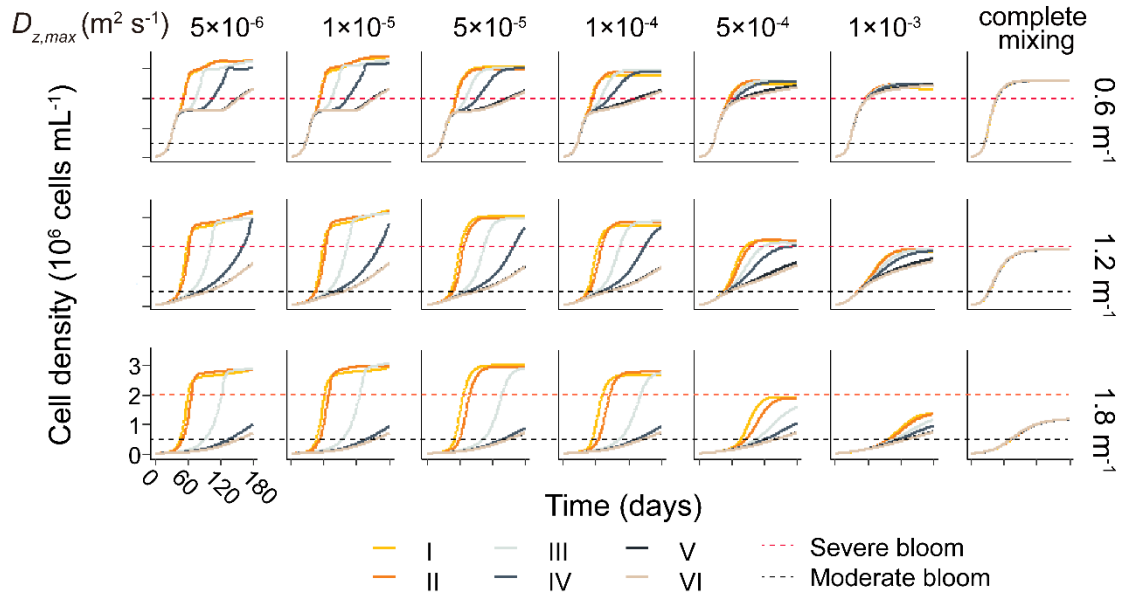 D_{z,max} (m² s⁻¹) 5×10⁻⁶ 1×10⁻⁵ 5×10⁻⁵ 1×10⁻⁴ 5×10⁻⁴ 1×10⁻³ complete mixing
0.6 m⁻¹
1.2 m⁻¹
1.8 m⁻¹
Cell density (10⁶ cells mL⁻¹)
3
2
1
0
0 60 120 180
Time (days)
I III V Severe bloom
II IV VI Moderate bloom